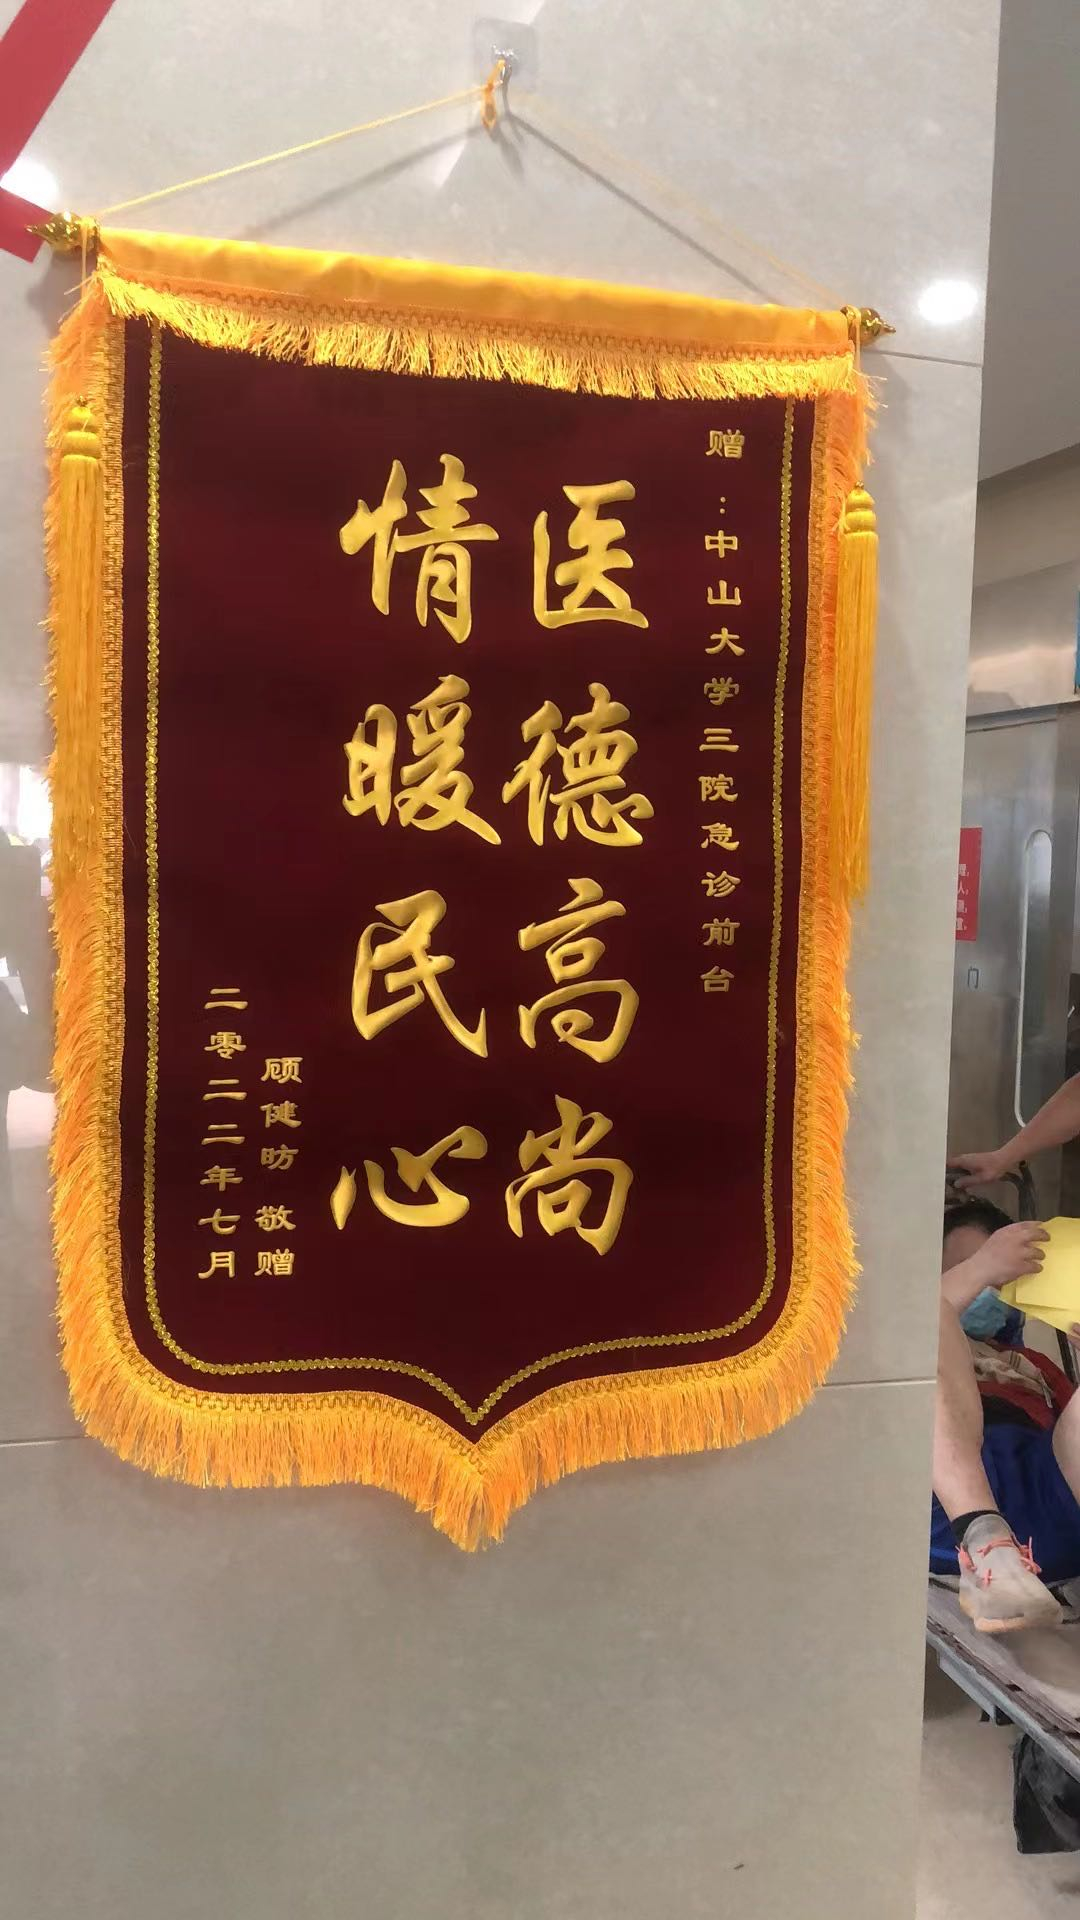 赠：中山大学三院急诊前台
医德高尚
情暖民心
顾健昉 敬赠
二零二二年七月